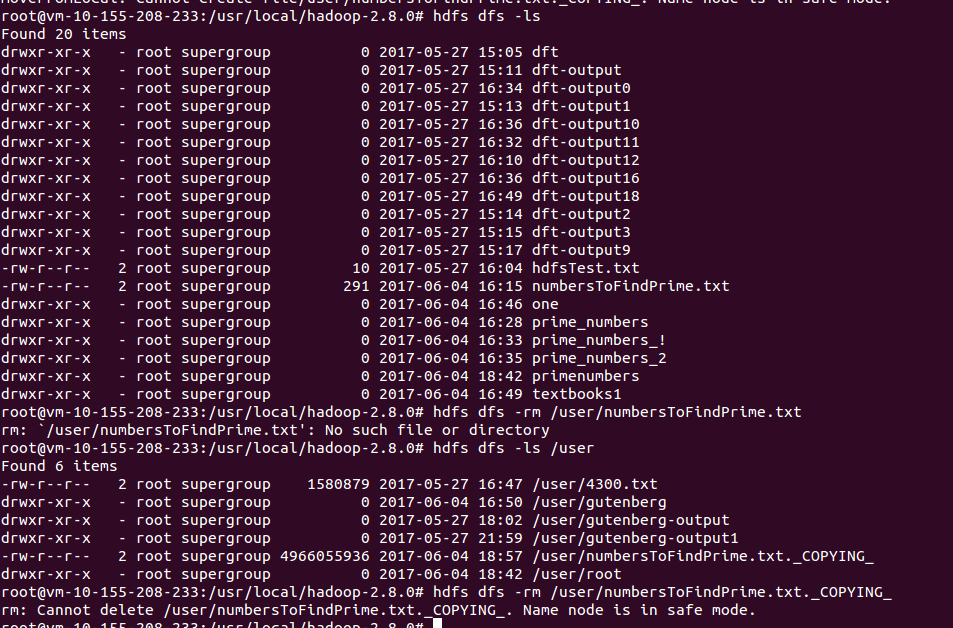 moveFromLocal: Cannot create file/user/numbersToFindPrime.txt._COPYING_. Name node is in safe mode.
root@vm-10-155-208-233:/usr/local/hadoop-2.8.0# hdfs dfs -ls
Found 20 items
drwxr-xr-x   - root supergroup          0 2017-05-27 15:05 dft
drwxr-xr-x   - root supergroup          0 2017-05-27 15:11 dft-output
drwxr-xr-x   - root supergroup          0 2017-05-27 16:34 dft-output0
drwxr-xr-x   - root supergroup          0 2017-05-27 15:13 dft-output1
drwxr-xr-x   - root supergroup          0 2017-05-27 16:36 dft-output10
drwxr-xr-x   - root supergroup          0 2017-05-27 16:32 dft-output11
drwxr-xr-x   - root supergroup          0 2017-05-27 16:10 dft-output12
drwxr-xr-x   - root supergroup          0 2017-05-27 16:36 dft-output16
drwxr-xr-x   - root supergroup          0 2017-05-27 16:49 dft-output18
drwxr-xr-x   - root supergroup          0 2017-05-27 15:14 dft-output2
drwxr-xr-x   - root supergroup          0 2017-05-27 15:15 dft-output3
drwxr-xr-x   - root supergroup          0 2017-05-27 15:17 dft-output9
-rw-r--r--   2 root supergroup         10 2017-05-27 16:04 hdfsTest.txt
-rw-r--r--   2 root supergroup        291 2017-06-04 16:15 numbersToFindPrime.txt
drwxr-xr-x   - root supergroup          0 2017-06-04 16:46 one
drwxr-xr-x   - root supergroup          0 2017-06-04 16:28 prime_numbers
drwxr-xr-x   - root supergroup          0 2017-06-04 16:33 prime_numbers_!
drwxr-xr-x   - root supergroup          0 2017-06-04 16:35 prime_numbers_2
drwxr-xr-x   - root supergroup          0 2017-06-04 18:42 primenumbers
drwxr-xr-x   - root supergroup          0 2017-06-04 16:49 textbooks1
root@vm-10-155-208-233:/usr/local/hadoop-2.8.0# hdfs dfs -rm /user/numbersToFindPrime.txt
rm: `/user/numbersToFindPrime.txt': No such file or directory
root@vm-10-155-208-233:/usr/local/hadoop-2.8.0# hdfs dfs -ls /user
Found 6 items
-rw-r--r--   2 root supergroup    1580879 2017-05-27 16:47 /user/4300.txt
drwxr-xr-x   - root supergroup          0 2017-06-04 16:50 /user/gutenberg
drwxr-xr-x   - root supergroup          0 2017-05-27 18:02 /user/gutenberg-output
drwxr-xr-x   - root supergroup          0 2017-05-27 21:59 /user/gutenberg-output1
-rw-r--r--   2 root supergroup 4966055936 2017-06-04 18:57 /user/numbersToFindPrime.txt._COPYING_
drwxr-xr-x   - root supergroup          0 2017-06-04 18:42 /user/root
root@vm-10-155-208-233:/usr/local/hadoop-2.8.0# hdfs dfs -rm /user/numbersToFindPrime.txt._COPYING_
rm: Cannot delete /user/numbersToFindPrime.txt._COPYING_. Name node is in safe mode.
root@vm-10-155-208-233:/usr/local/hadoop-2.8.0#